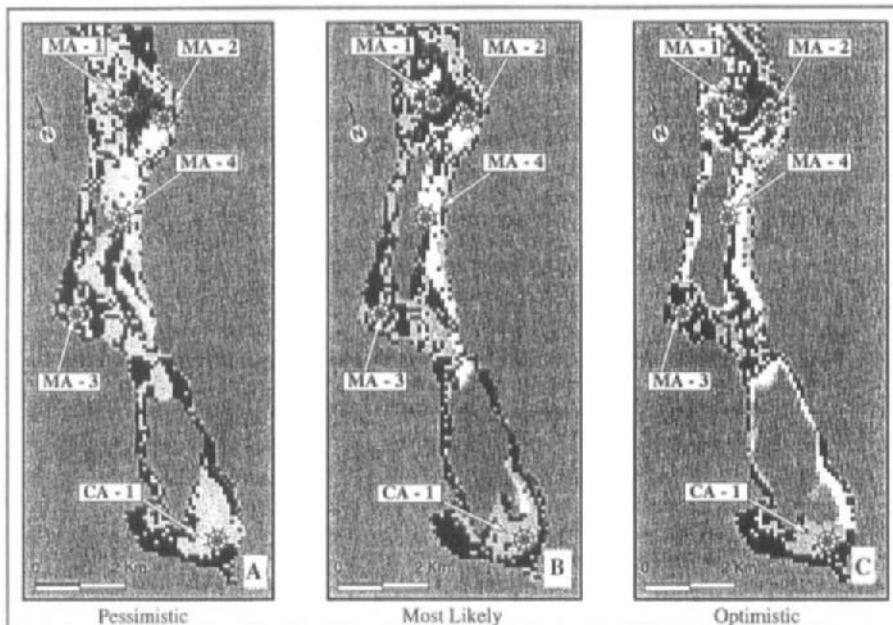 MA - 1
MA - 2
N
MA - 4
MA - 3
CA - 1
0
2 Km
A
Pessimistic
MA - 1
MA - 2
N
MA - 4
MA - 3
CA - 1
0
2 Km
B
Most Likely
MA - 1
MA - 2
N
MA - 4
MA - 3
CA - 1
0
2 Km
C
Optimistic